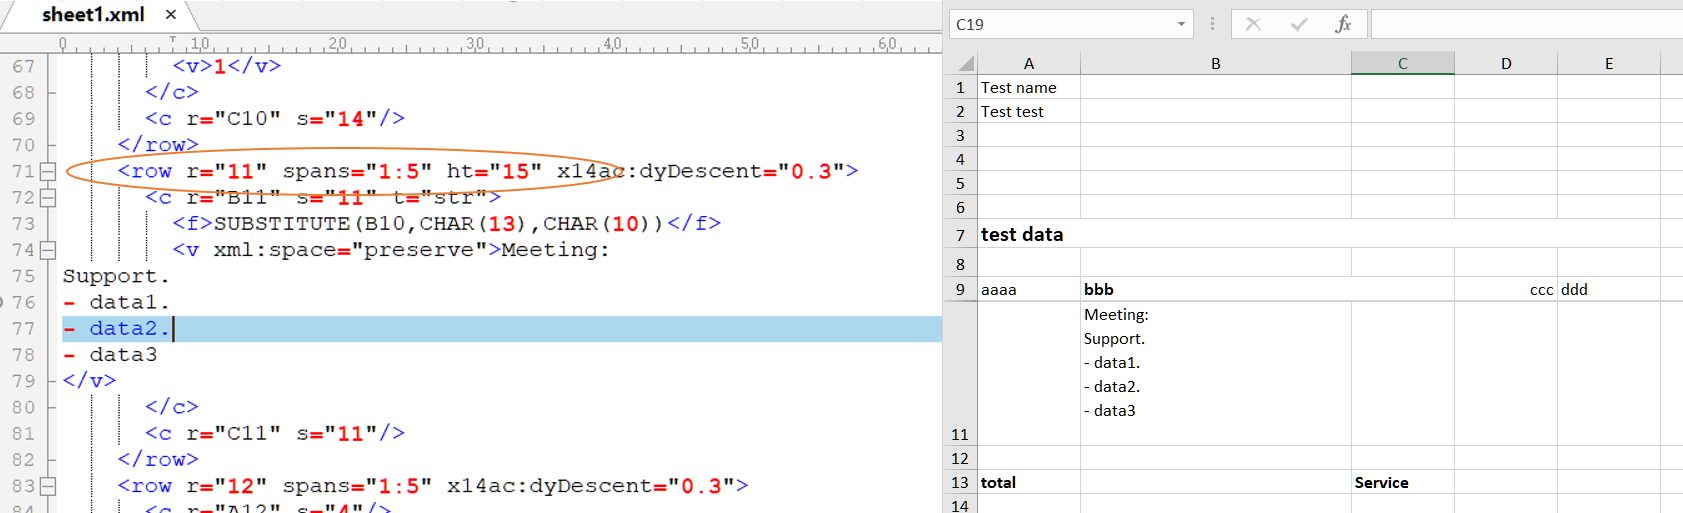 sheet1.xml ×
0 10 20 30 40 50 60
67 <v>1</v>
68 </c>
69 <c r="C10" s="14"/>
70 </row>
71 <row r="11" spans="1:5" ht="15" x14ac:dyDescent="0.3">
72 <c r="B11" s="11" t="str">
73 <f>SUBSTITUTE(B10,CHAR(13),CHAR(10))</f>
74 <v xml:space="preserve">Meeting:
75 Support.
76 - data1.
77 - data2.
78 - data3
79 </v>
80 </c>
81 <c r="C11" s="11"/>
82 </row>
83 <row r="12" spans="1:5" x14ac:dyDescent="0.3">
84 <c r="A12" s="4"/>
C19 fx
A B C D E
1 Test name
2 Test test
3
4
5
6
7 test data
8
9 aaaa bbb ccc ddd
Meeting:
Support.
- data1.
- data2.
- data3
11
12
13 total Service
14